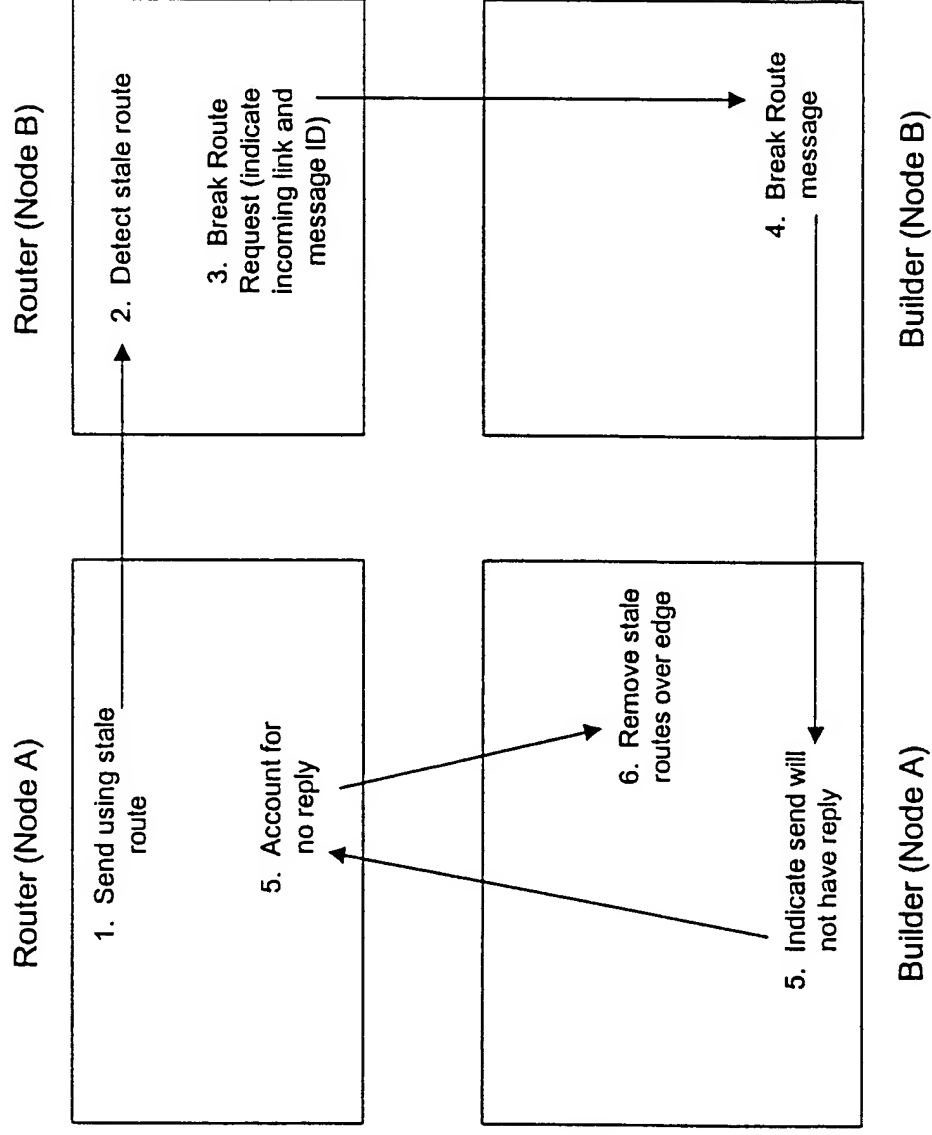 Router (Node A)
Router (Node B)
1. Send using stale
route
2. Detect stale route
5. Account for
no reply
3. Break Route
Request (indicate
incoming link and
message ID)
6. Remove stale
routes over edge
5. Indicate send will
not have reply
4. Break Route
message
Builder (Node A)
Builder (Node B)